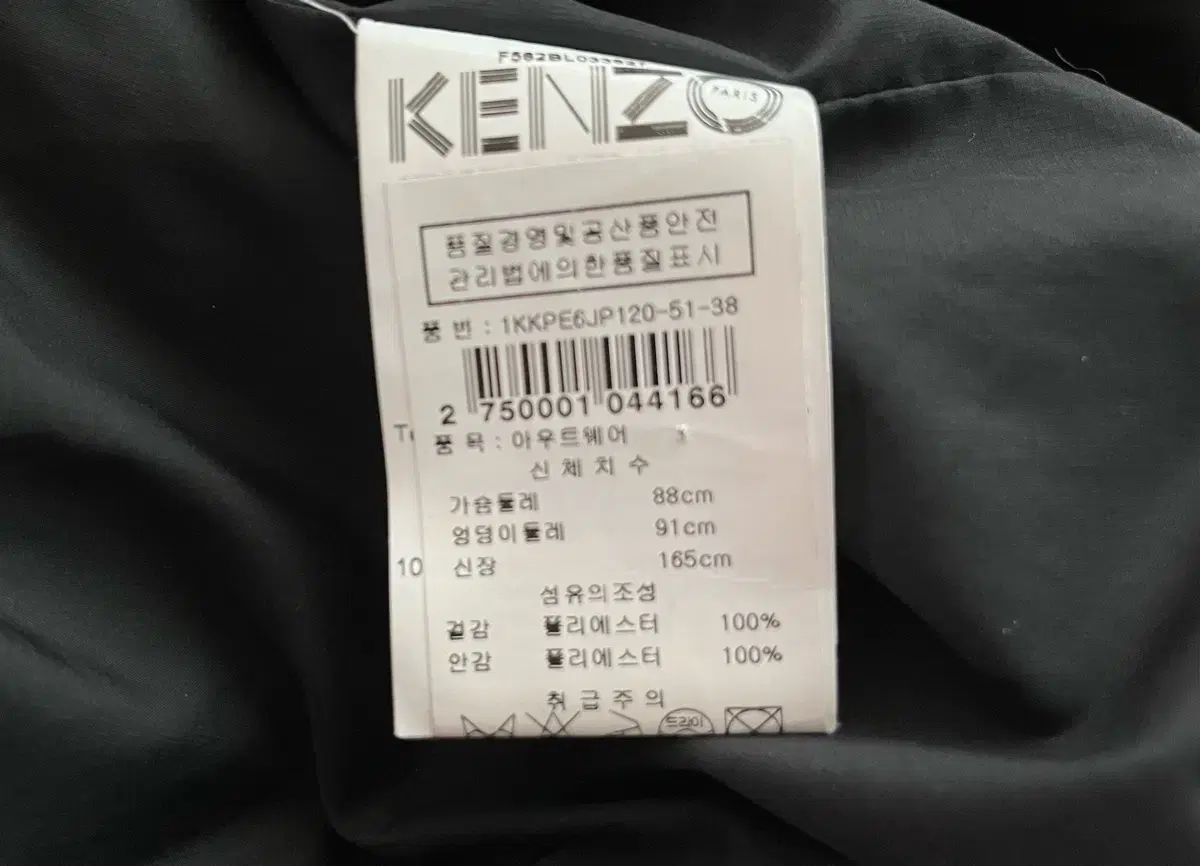 KENZO
PARIS
품질경영및공산품안전
관리법에의한품질표시
품 번 : 1KKPE6JP120-51-38
2 750001 044166
품 목 : 아우트웨어
신 체 치 수
가슴둘레 88cm
엉덩이둘레 91cm
신장 165cm
10
섬유의조성
겉감 폴리에스터 100%
안감 폴리에스터 100%
취 급 주 의
드라이